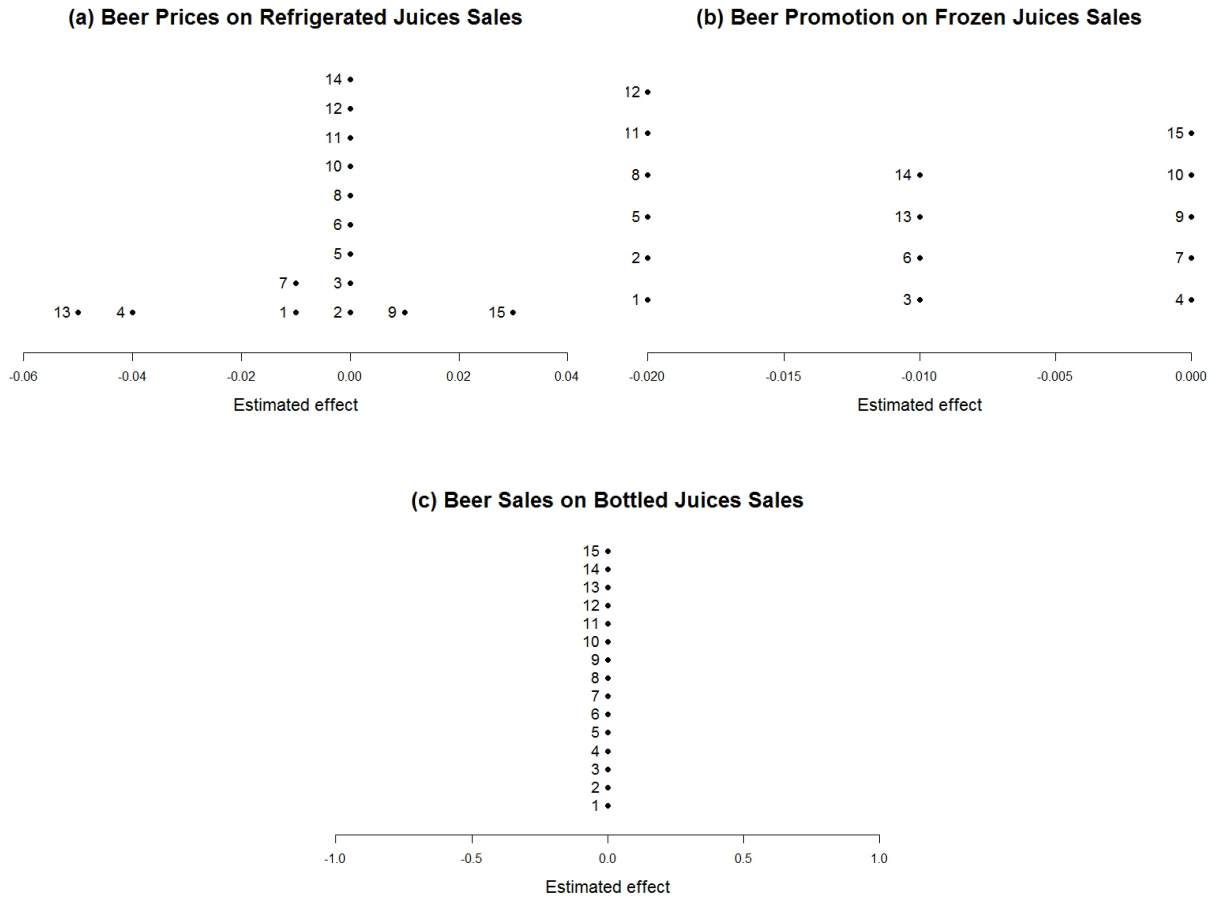 (a) Beer Prices on Refrigerated Juices Sales
14
12
11
10
8
6
5
7 3
13 4 1 2 9 15
-0.06 -0.04 -0.02 0.00 0.02 0.04
Estimated effect
(b) Beer Promotion on Frozen Juices Sales
12
11 15
8 14 10
5 13 9
2 6 7
1 3 4
-0.020 -0.015 -0.010 -0.005 0.000
Estimated effect
(c) Beer Sales on Bottled Juices Sales
15
14
13
12
11
10
9
8
7
6
5
4
3
2
1
-1.0 -0.5 0.0 0.5 1.0
Estimated effect